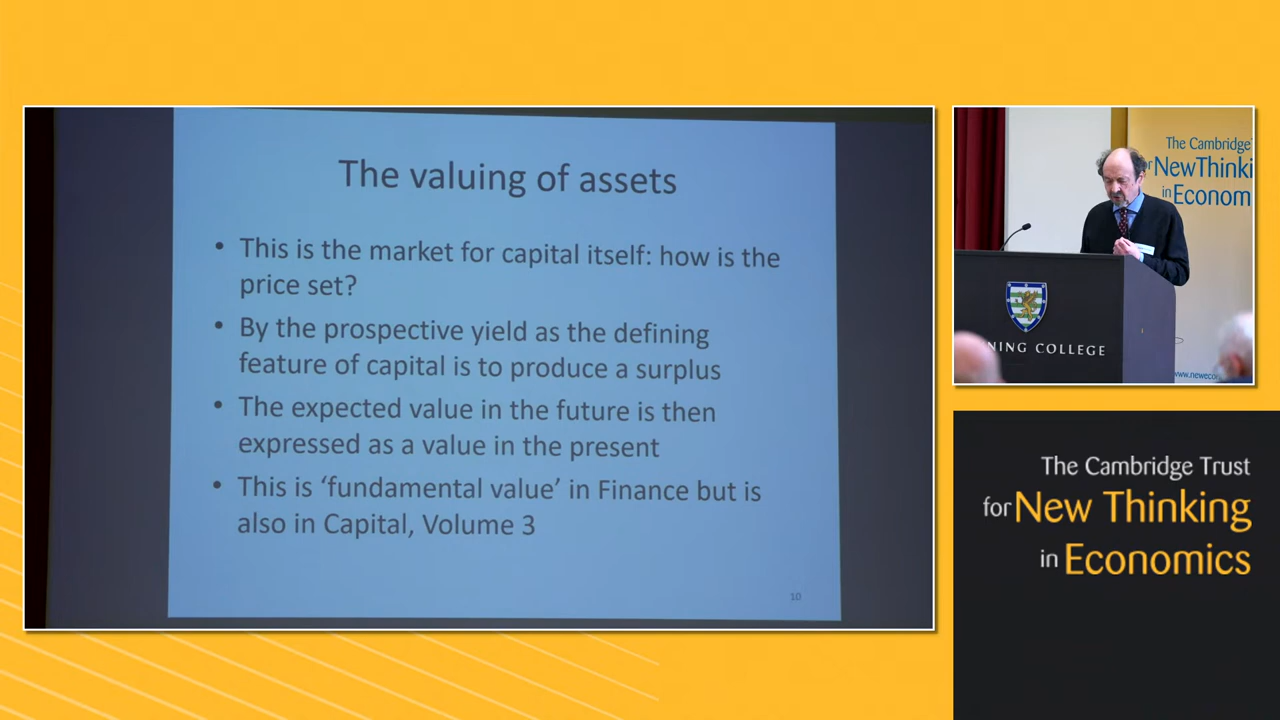 The valuing of assets
• This is the market for capital itself: how is the
price set?
• By the prospective yield as the defining
feature of capital is to produce a surplus
• The expected value in the future is then
expressed as a value in the present
• This is ‘fundamental value’ in Finance but is
also in Capital, Volume 3
10
The Cambridge
NewThinki
in Econom
NING COLLEGE
www.neweco
The Cambridge Trust
for New Thinking
in Economics